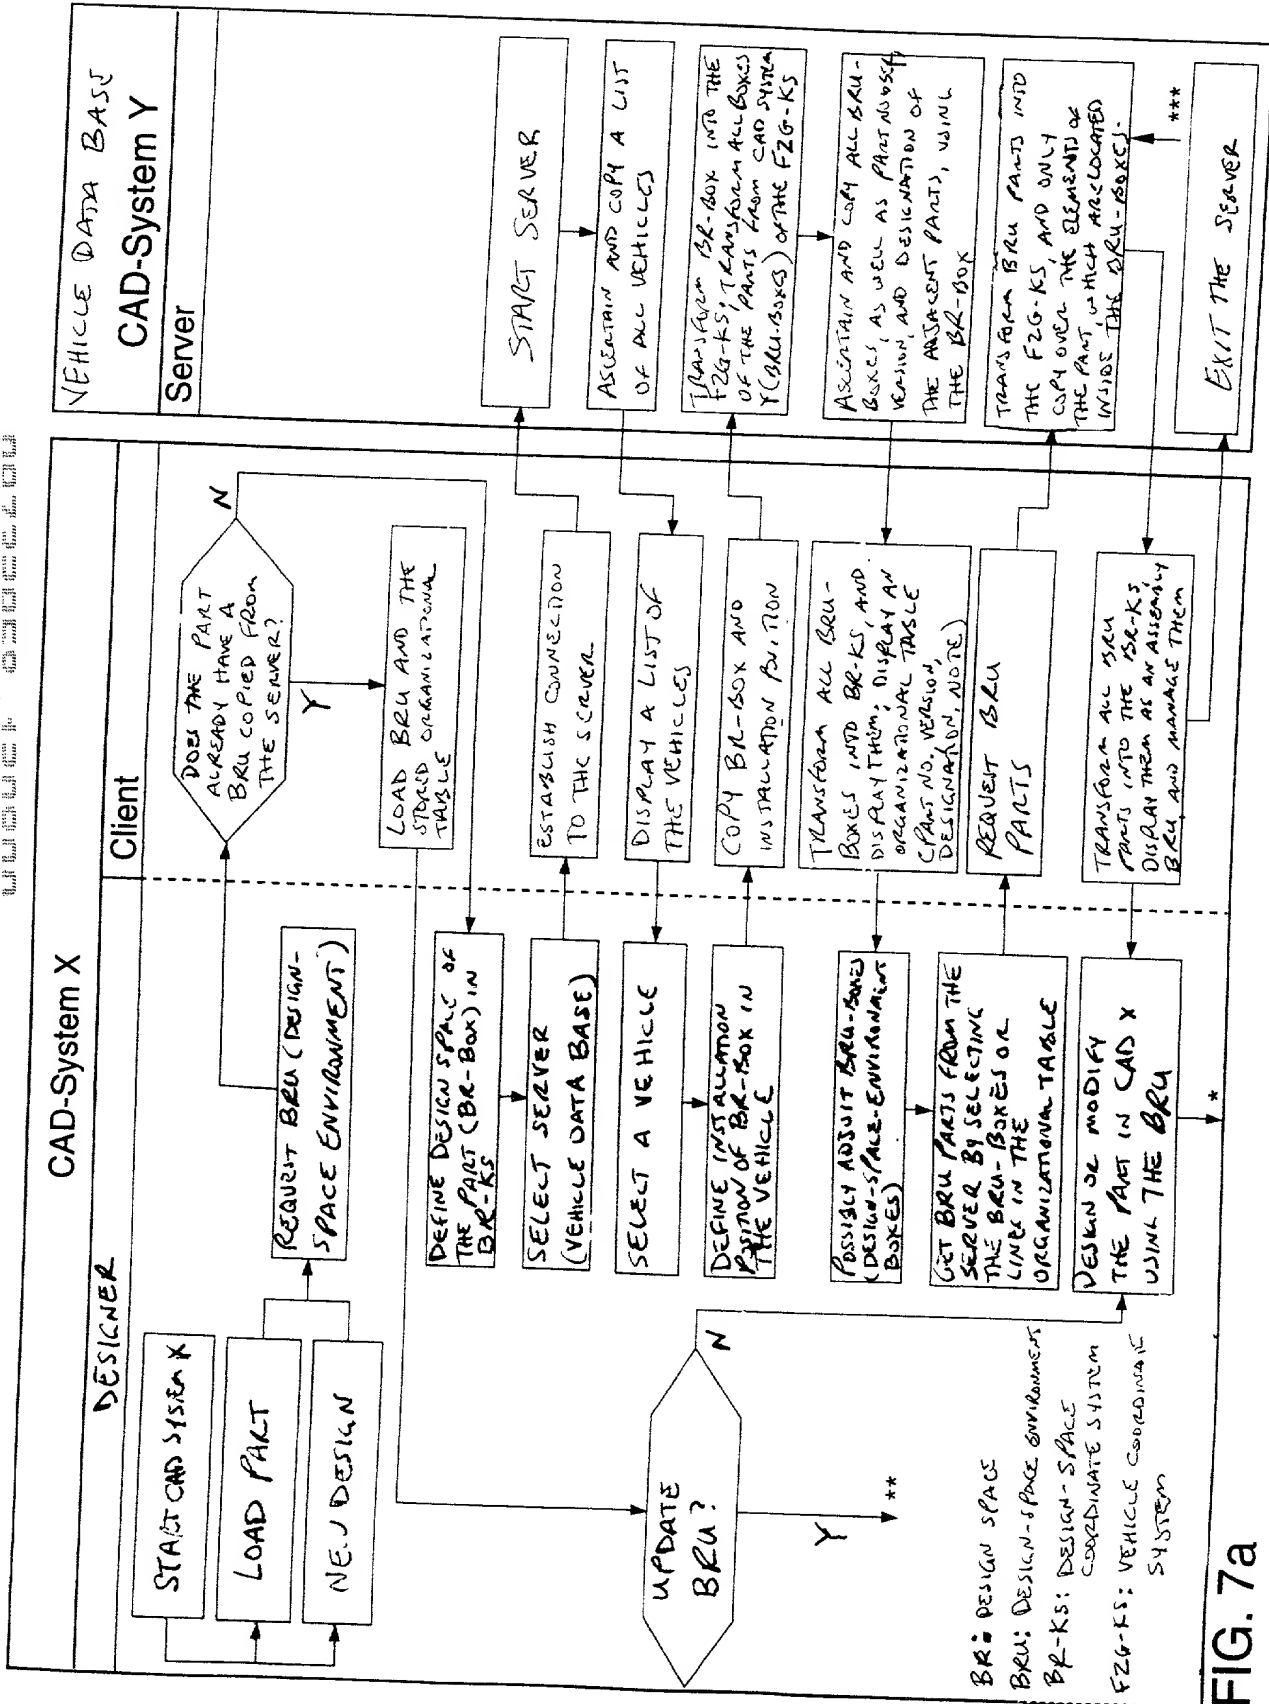 CAD-System X
VEHICLE DATA BASE
CAD-System Y
DESIGNER
Client
Server
START CAD SYSTEM X
LOAD PART
NEW DESIGN
REQUEST BRU (DESIGN-
SPACE ENVIRONMENT)
DOES THE PART
ALREADY HAVE A
BRU COPIED FROM
THE SERVER?
N
Y
LOAD BRU AND THE
STORED ORGANIZATIONAL
TABLE
DEFINE DESIGN SPACE OF
THE PART (BR-BOX) IN
BR-KS
SELECT SERVER
(VEHICLE DATA BASE)
ESTABLISH CONNECTION
TO THE SERVER
START SERVER
ASCERTAIN AND COPY A LIST
OF ALL VEHICLES
DISPLAY A LIST OF
THE VEHICLES
SELECT A VEHICLE
DEFINE INSTALLATION
POSITION OF BR-BOX IN
THE VEHICLE
COPY BR-BOX AND
INSTALLATION POSITION
TRANSFORM BR-BOX INTO THE
FZG-KS; TRANSFORM ALL BOXES
OF THE PARTS FROM CAD SYSTEM
Y (BRU-BOXES) OF THE FZG-KS
ASCERTAIN AND COPY ALL BRU-
BOXES, AS WELL AS PART NUMBER,
VERSION, AND DESIGNATION OF
THE ADJACENT PARTS, USING
THE BR-BOX
TRANSFORM ALL BRU-
BOXES INTO BR-KS, AND
DISPLAY THEM; DISPLAY AN
ORGANIZATIONAL TABLE
(PART NO., VERSION,
DESIGNATION, NOTE)
POSSIBLY ADJUST BRU-BOXES
(DESIGN-SPACE-ENVIRONMENT
BOXES)
GET BRU PARTS FROM THE
SERVER BY SELECTING
THE BRU-BOXES OR
LINES IN THE
ORGANIZATIONAL TABLE
REQUEST BRU
PARTS
TRANSFORM BRU PARTS INTO
THE FZG-KS, AND ONLY
COPY OVER THE ELEMENTS OF
THE PART, WHICH ARE LOCATED
INSIDE THE BRU-BOXES.
***
TRANSFORM ALL BRU
PARTS INTO THE BR-KS,
DISPLAY THEM AS AN ASSEMBLY
BRU, AND MANAGE THEM
EXIT THE SERVER
DESIGN OR MODIFY
THE PART IN CAD X
USING THE BRU
*
UPDATE
BRU?
N
Y
**
BR: DESIGN SPACE
BRU: DESIGN-SPACE ENVIRONMENT
BR-KS: DESIGN-SPACE
COORDINATE SYSTEM
FZG-KS: VEHICLE COORDINATE
SYSTEM
FIG. 7a